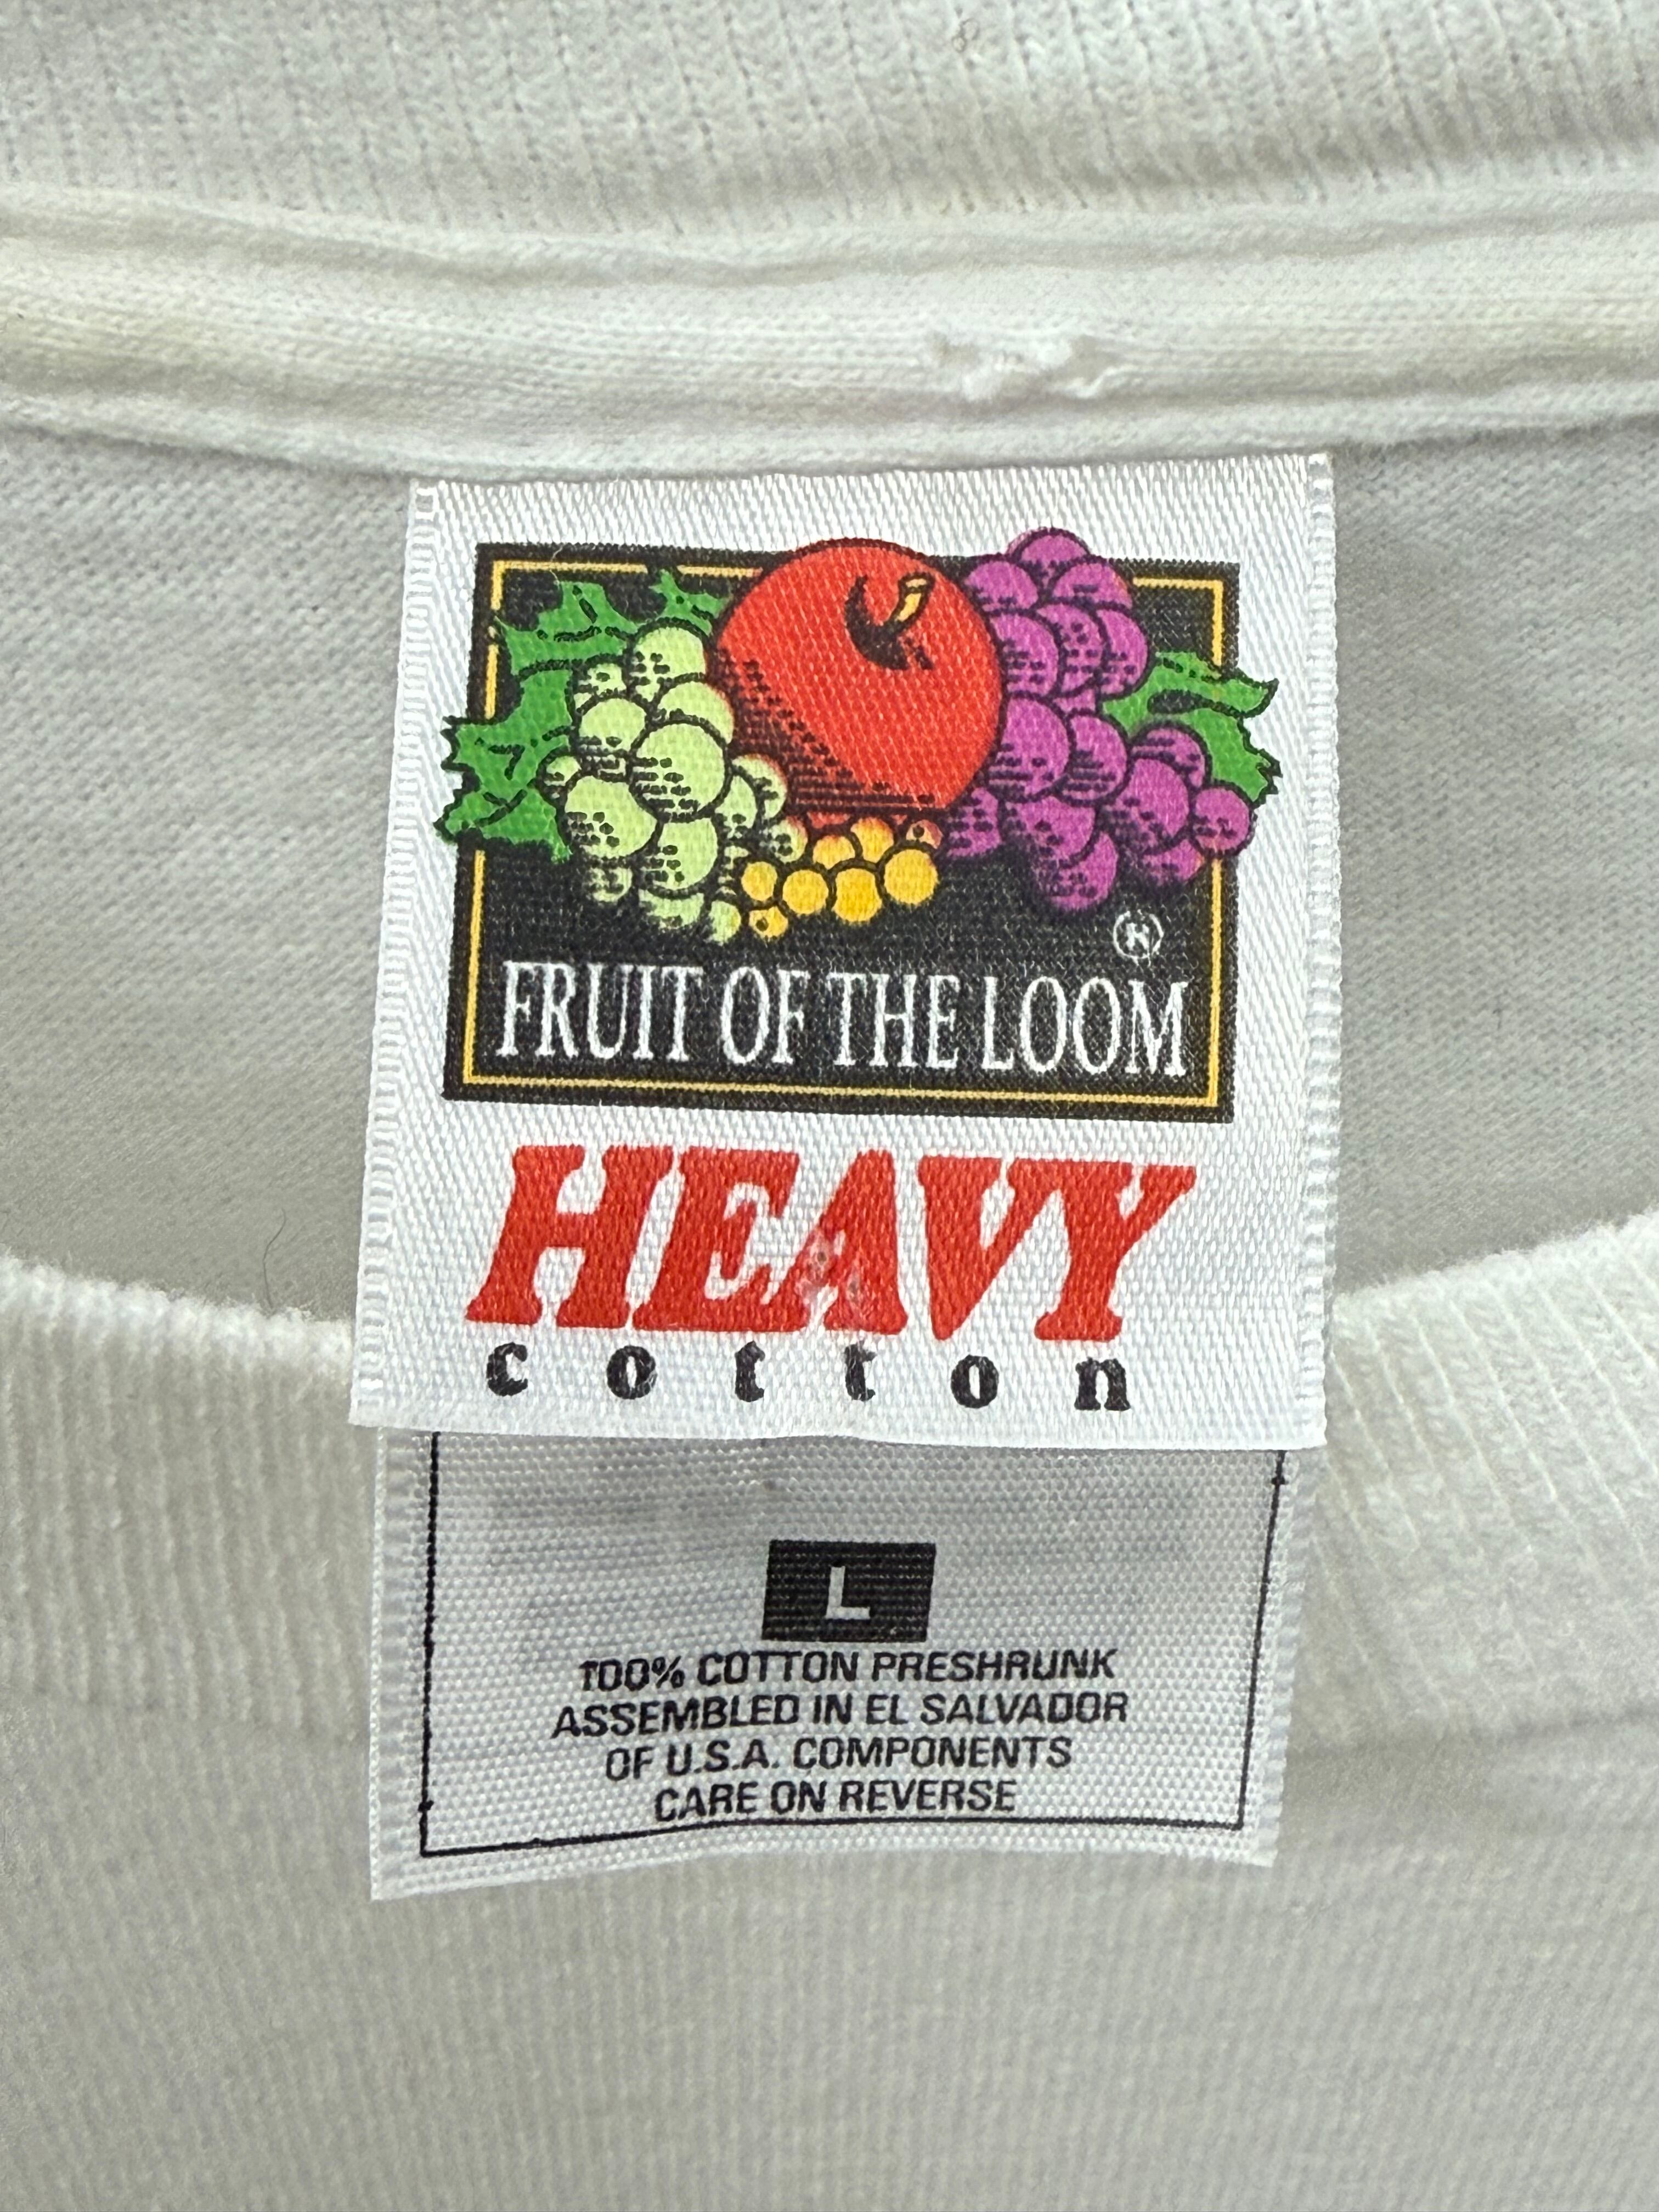 ®
FRUIT OF THE LOOM
HEAVY
cotton
L
100% COTTON PRESHRUNK
ASSEMBLED IN EL SALVADOR
OF U.S.A. COMPONENTS
CARE ON REVERSE